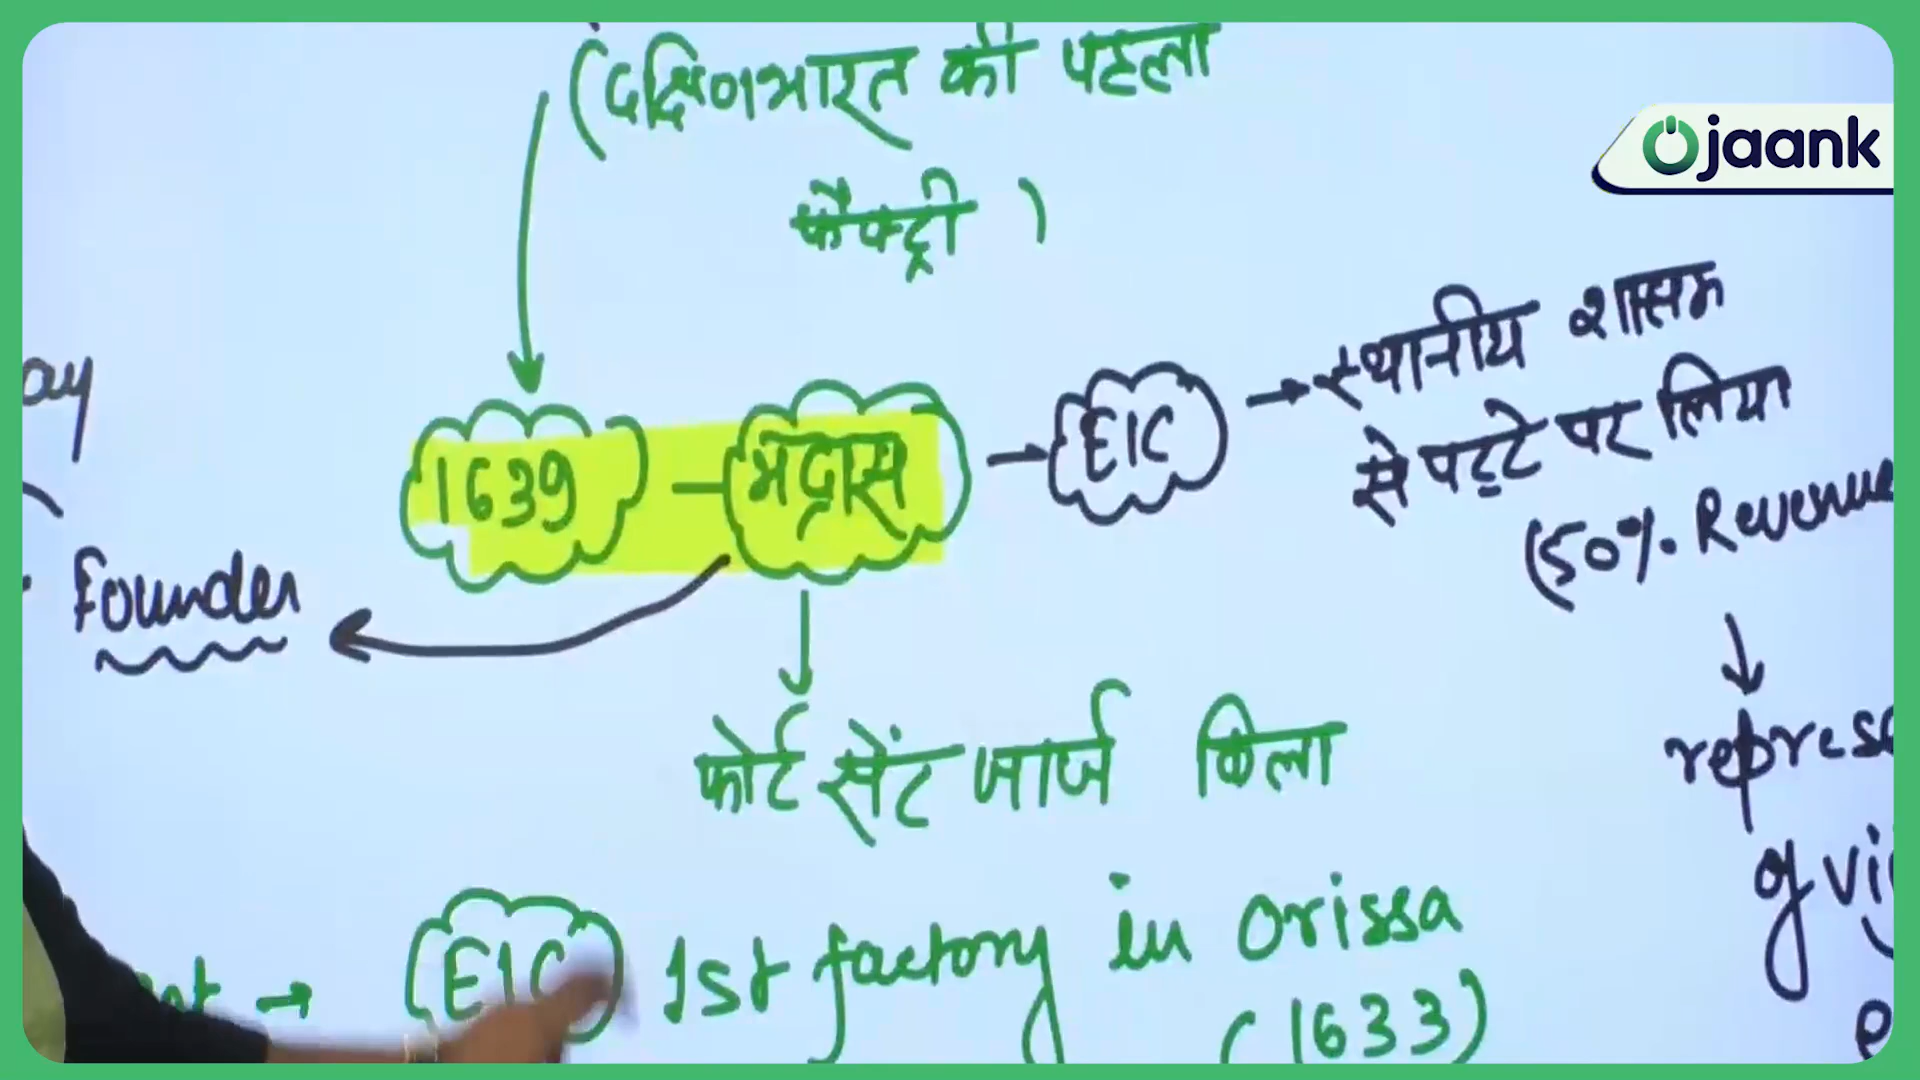 (दक्षिण भारत की पहला
फैक्ट्री)
Ojaank
1639 – मद्रास → EIC → स्थानीय शासक
से पट्टे पर लिया
(50% Revenue
Founder
फोर्ट सेंट जार्ज किला
of
EIC 1st factory in Orissa
(1633)